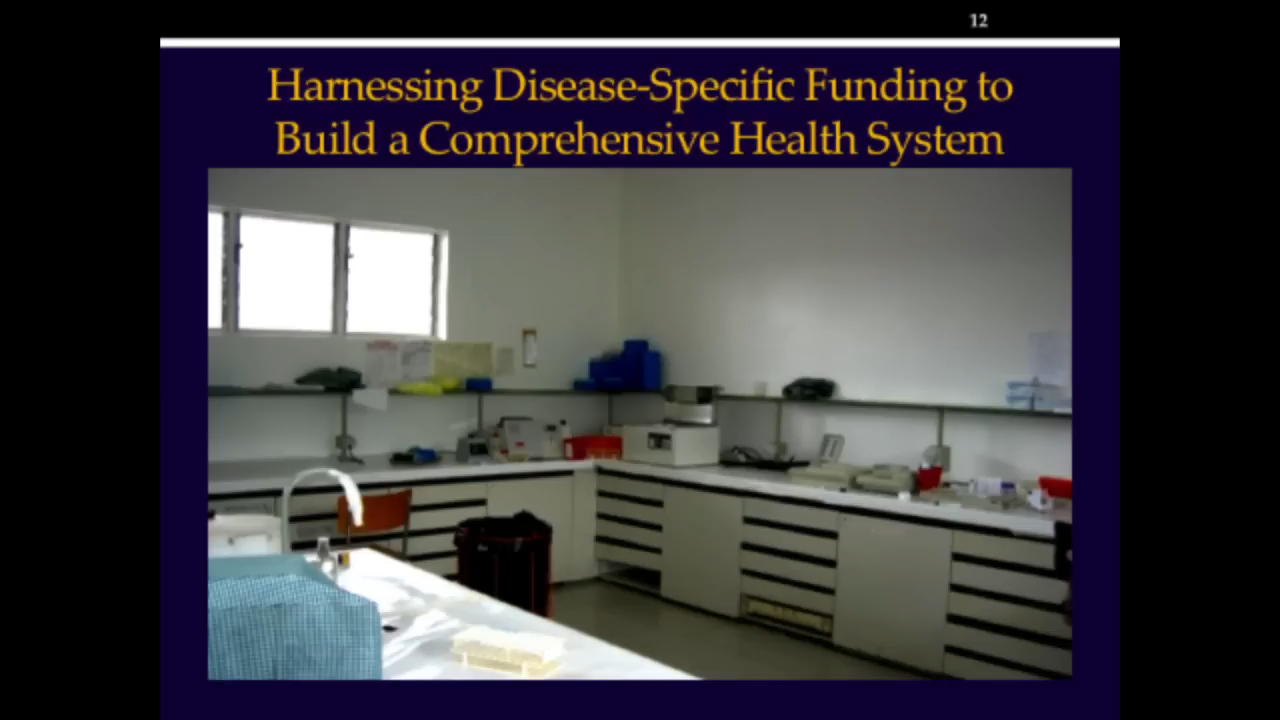 12
Harnessing Disease-Specific Funding to
Build a Comprehensive Health System